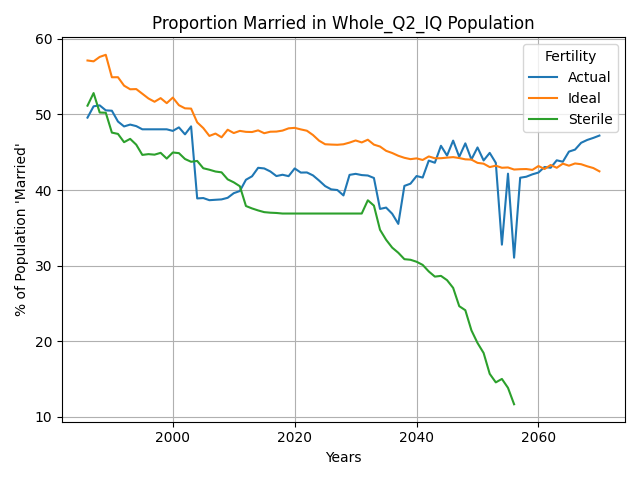 Proportion Married in Whole_Q2_IQ Population
% of Population 'Married'
60
50
40
30
20
10
Fertility
Actual
Ideal
Sterile
2000
2020
2040
2060
Years